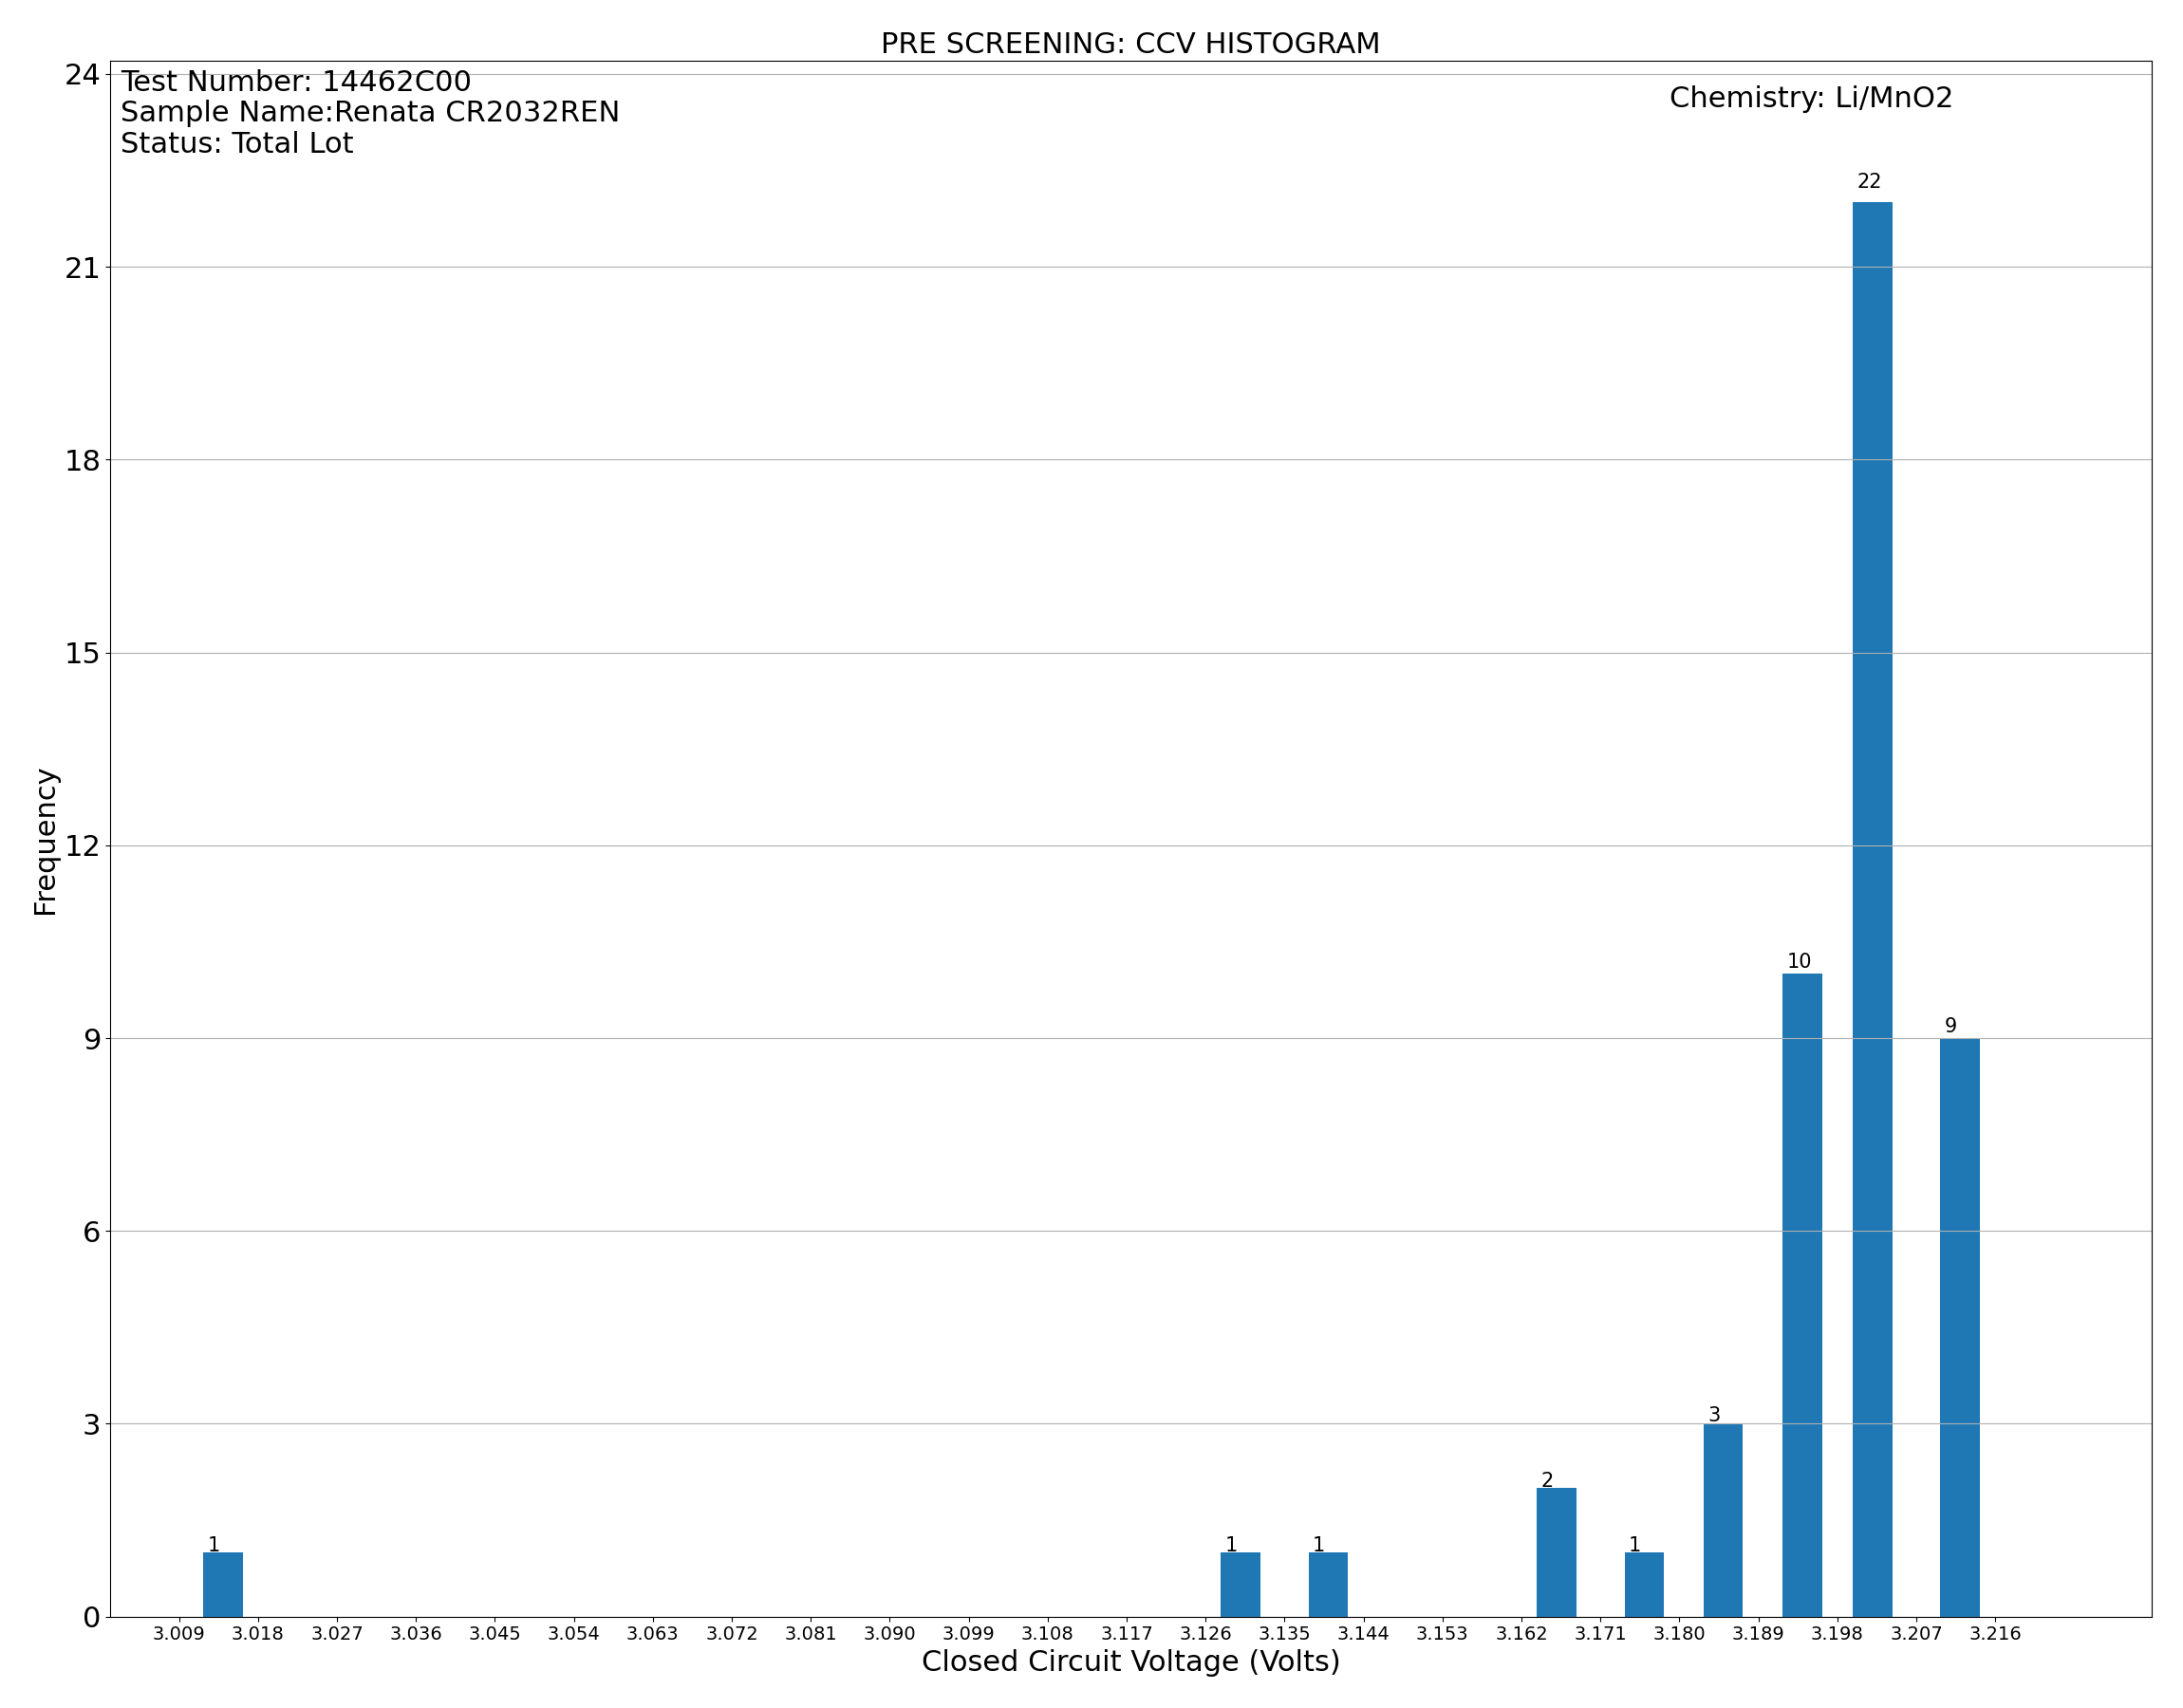 PRE SCREENING: CCV HISTOGRAM
Test Number: 14462C00
Sample Name:Renata CR2032REN
Status: Total Lot
Chemistry: Li/MnO2
24
21
18
15
12
9
6
3
0
Frequency
1
1
1
2
1
3
10
22
9
3.009 3.018 3.027 3.036 3.045 3.054 3.063 3.072 3.081 3.090 3.099 3.108 3.117 3.126 3.135 3.144 3.153 3.162 3.171 3.180 3.189 3.198 3.207 3.216
Closed Circuit Voltage (Volts)